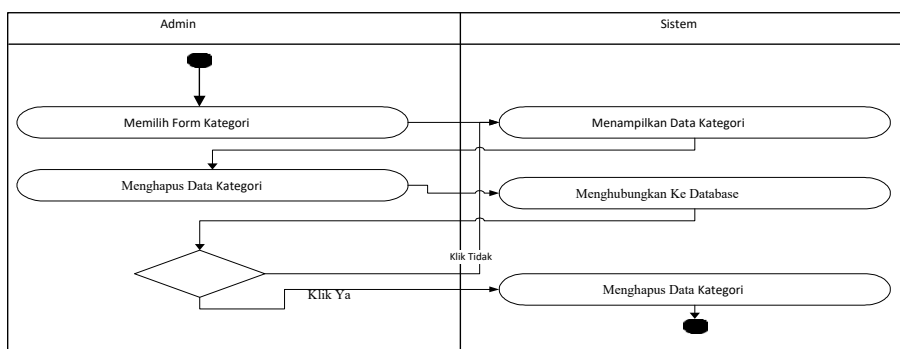 Admin
Sistem
Memilih Form Kategori
Menampilkan Data Kategori
Menghapus Data Kategori
Menghubungkan Ke Database
Klik Tidak
Klik Ya
Menghapus Data Kategori